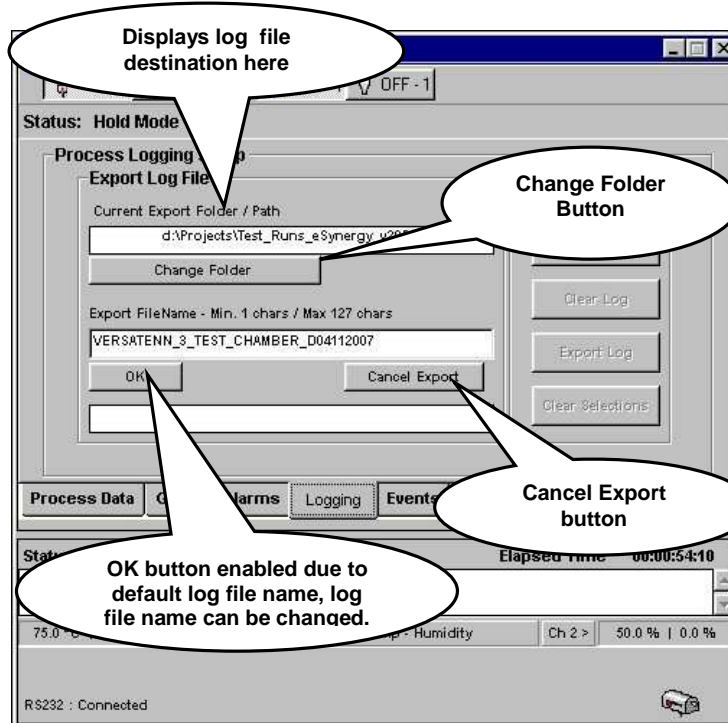 Displays log file
destination here
OFF - 1
Status: Hold Mode
Process Logging
Export Log File
Change Folder
Button
Current Export Folder / Path
d:\Projects\Test_Runs_eSynergy
Change Folder
Clear Log
Export FileName - Min. 1 chars / Max 127 chars
VERSATENN_3_TEST_CHAMBER_D04112007
Export Log
OK
Cancel Export
Clear Selections
Process Data
Logging
Events
Cancel Export
button
Elapsed Time 00:00:54:10
OK button enabled due to
default log file name, log
file name can be changed.
75.0
- Humidity
Ch 2 >
50.0 % | 0.0 %
RS232 : Connected